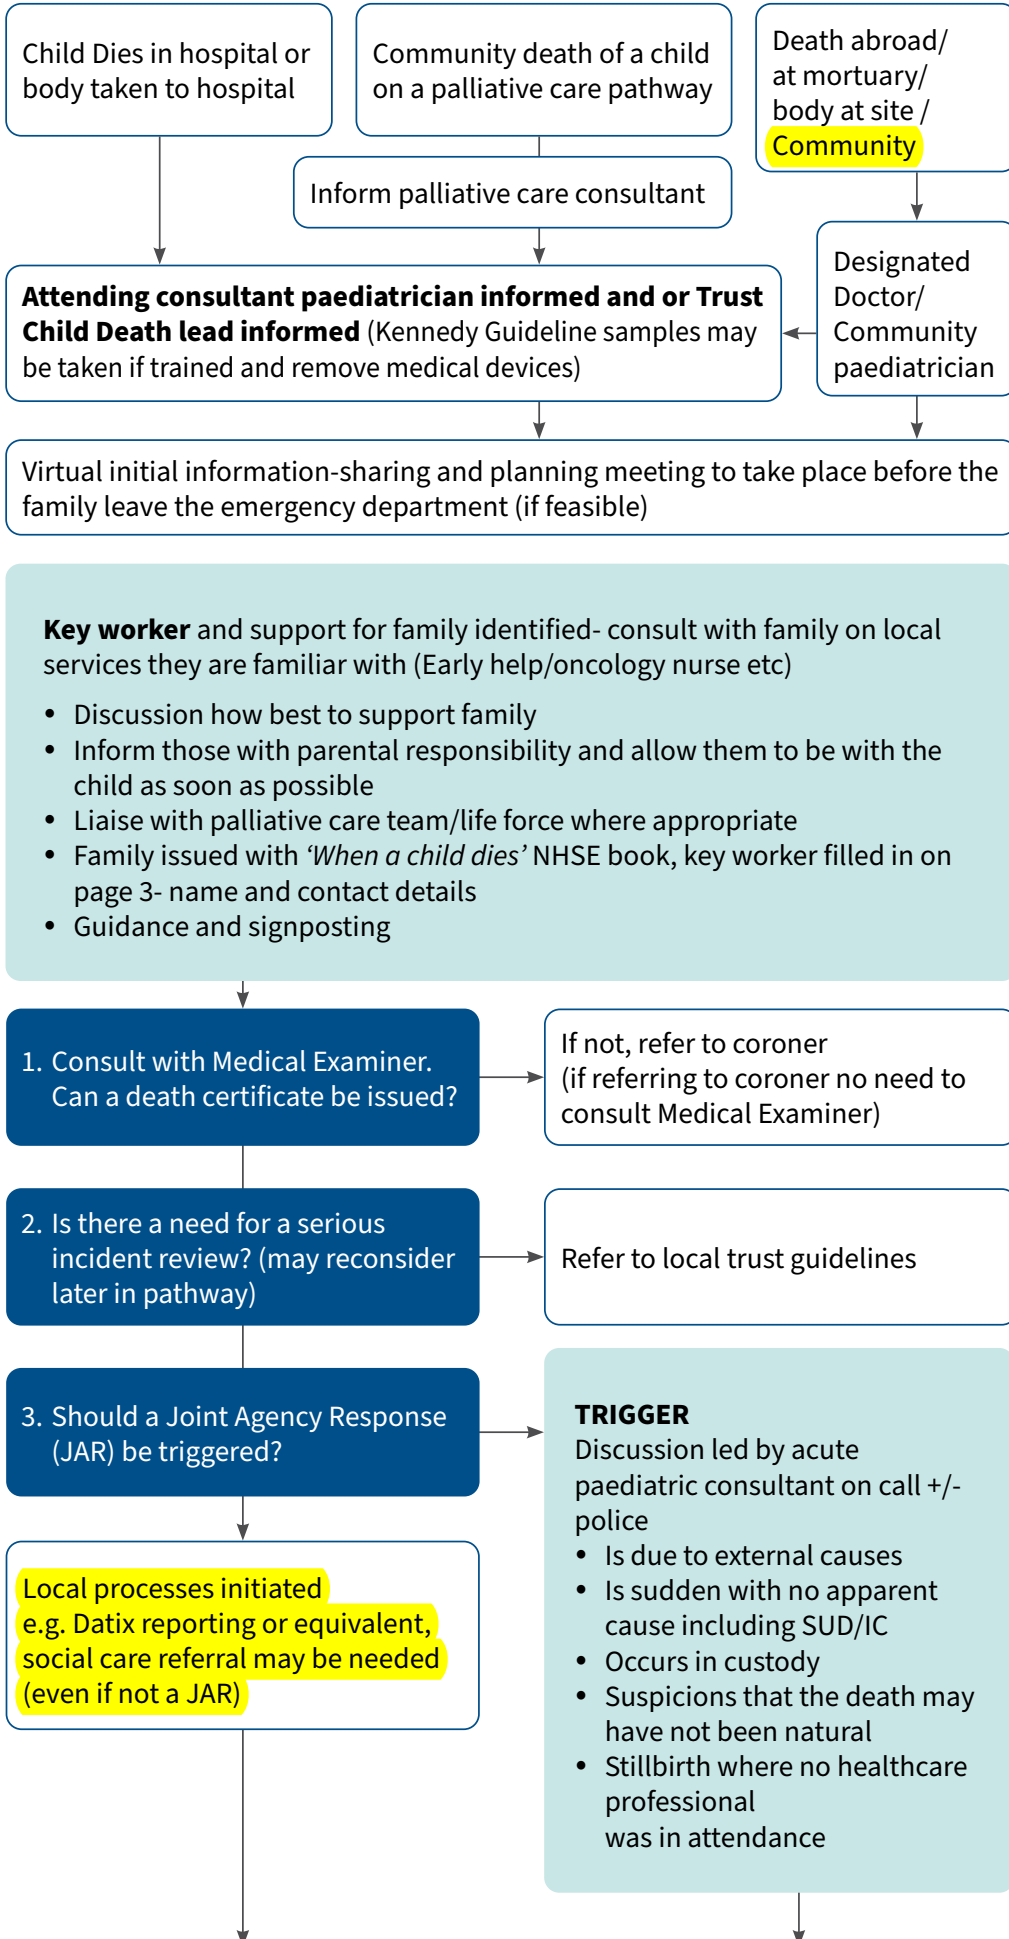 Child Dies in hospital or
body taken to hospital
Community death of a child
on a palliative care pathway
Death abroad/
at mortuary/
body at site /
Community
Inform palliative care consultant
Designated
Doctor/
Community
paediatrician
Attending consultant paediatrician informed and or Trust
Child Death lead informed (Kennedy Guideline samples may
be taken if trained and remove medical devices)
Virtual initial information-sharing and planning meeting to take place before the
family leave the emergency department (if feasible)
Key worker and support for family identified- consult with family on local
services they are familiar with (Early help/oncology nurse etc)
• Discussion how best to support family
• Inform those with parental responsibility and allow them to be with the
child as soon as possible
• Liaise with palliative care team/life force where appropriate
• Family issued with ‘When a child dies’ NHSE book, key worker filled in on
page 3- name and contact details
• Guidance and signposting
1. Consult with Medical Examiner.
Can a death certificate be issued?
If not, refer to coroner
(if referring to coroner no need to
consult Medical Examiner)
2. Is there a need for a serious
incident review? (may reconsider
later in pathway)
Refer to local trust guidelines
3. Should a Joint Agency Response
(JAR) be triggered?
TRIGGER
Discussion led by acute
paediatric consultant on call +/-
police
• Is due to external causes
• Is sudden with no apparent
cause including SUD/IC
• Occurs in custody
• Suspicions that the death may
have not been natural
• Stillbirth where no healthcare
professional
was in attendance
Local processes initiated
e.g. Datix reporting or equivalent,
social care referral may be needed
(even if not a JAR)